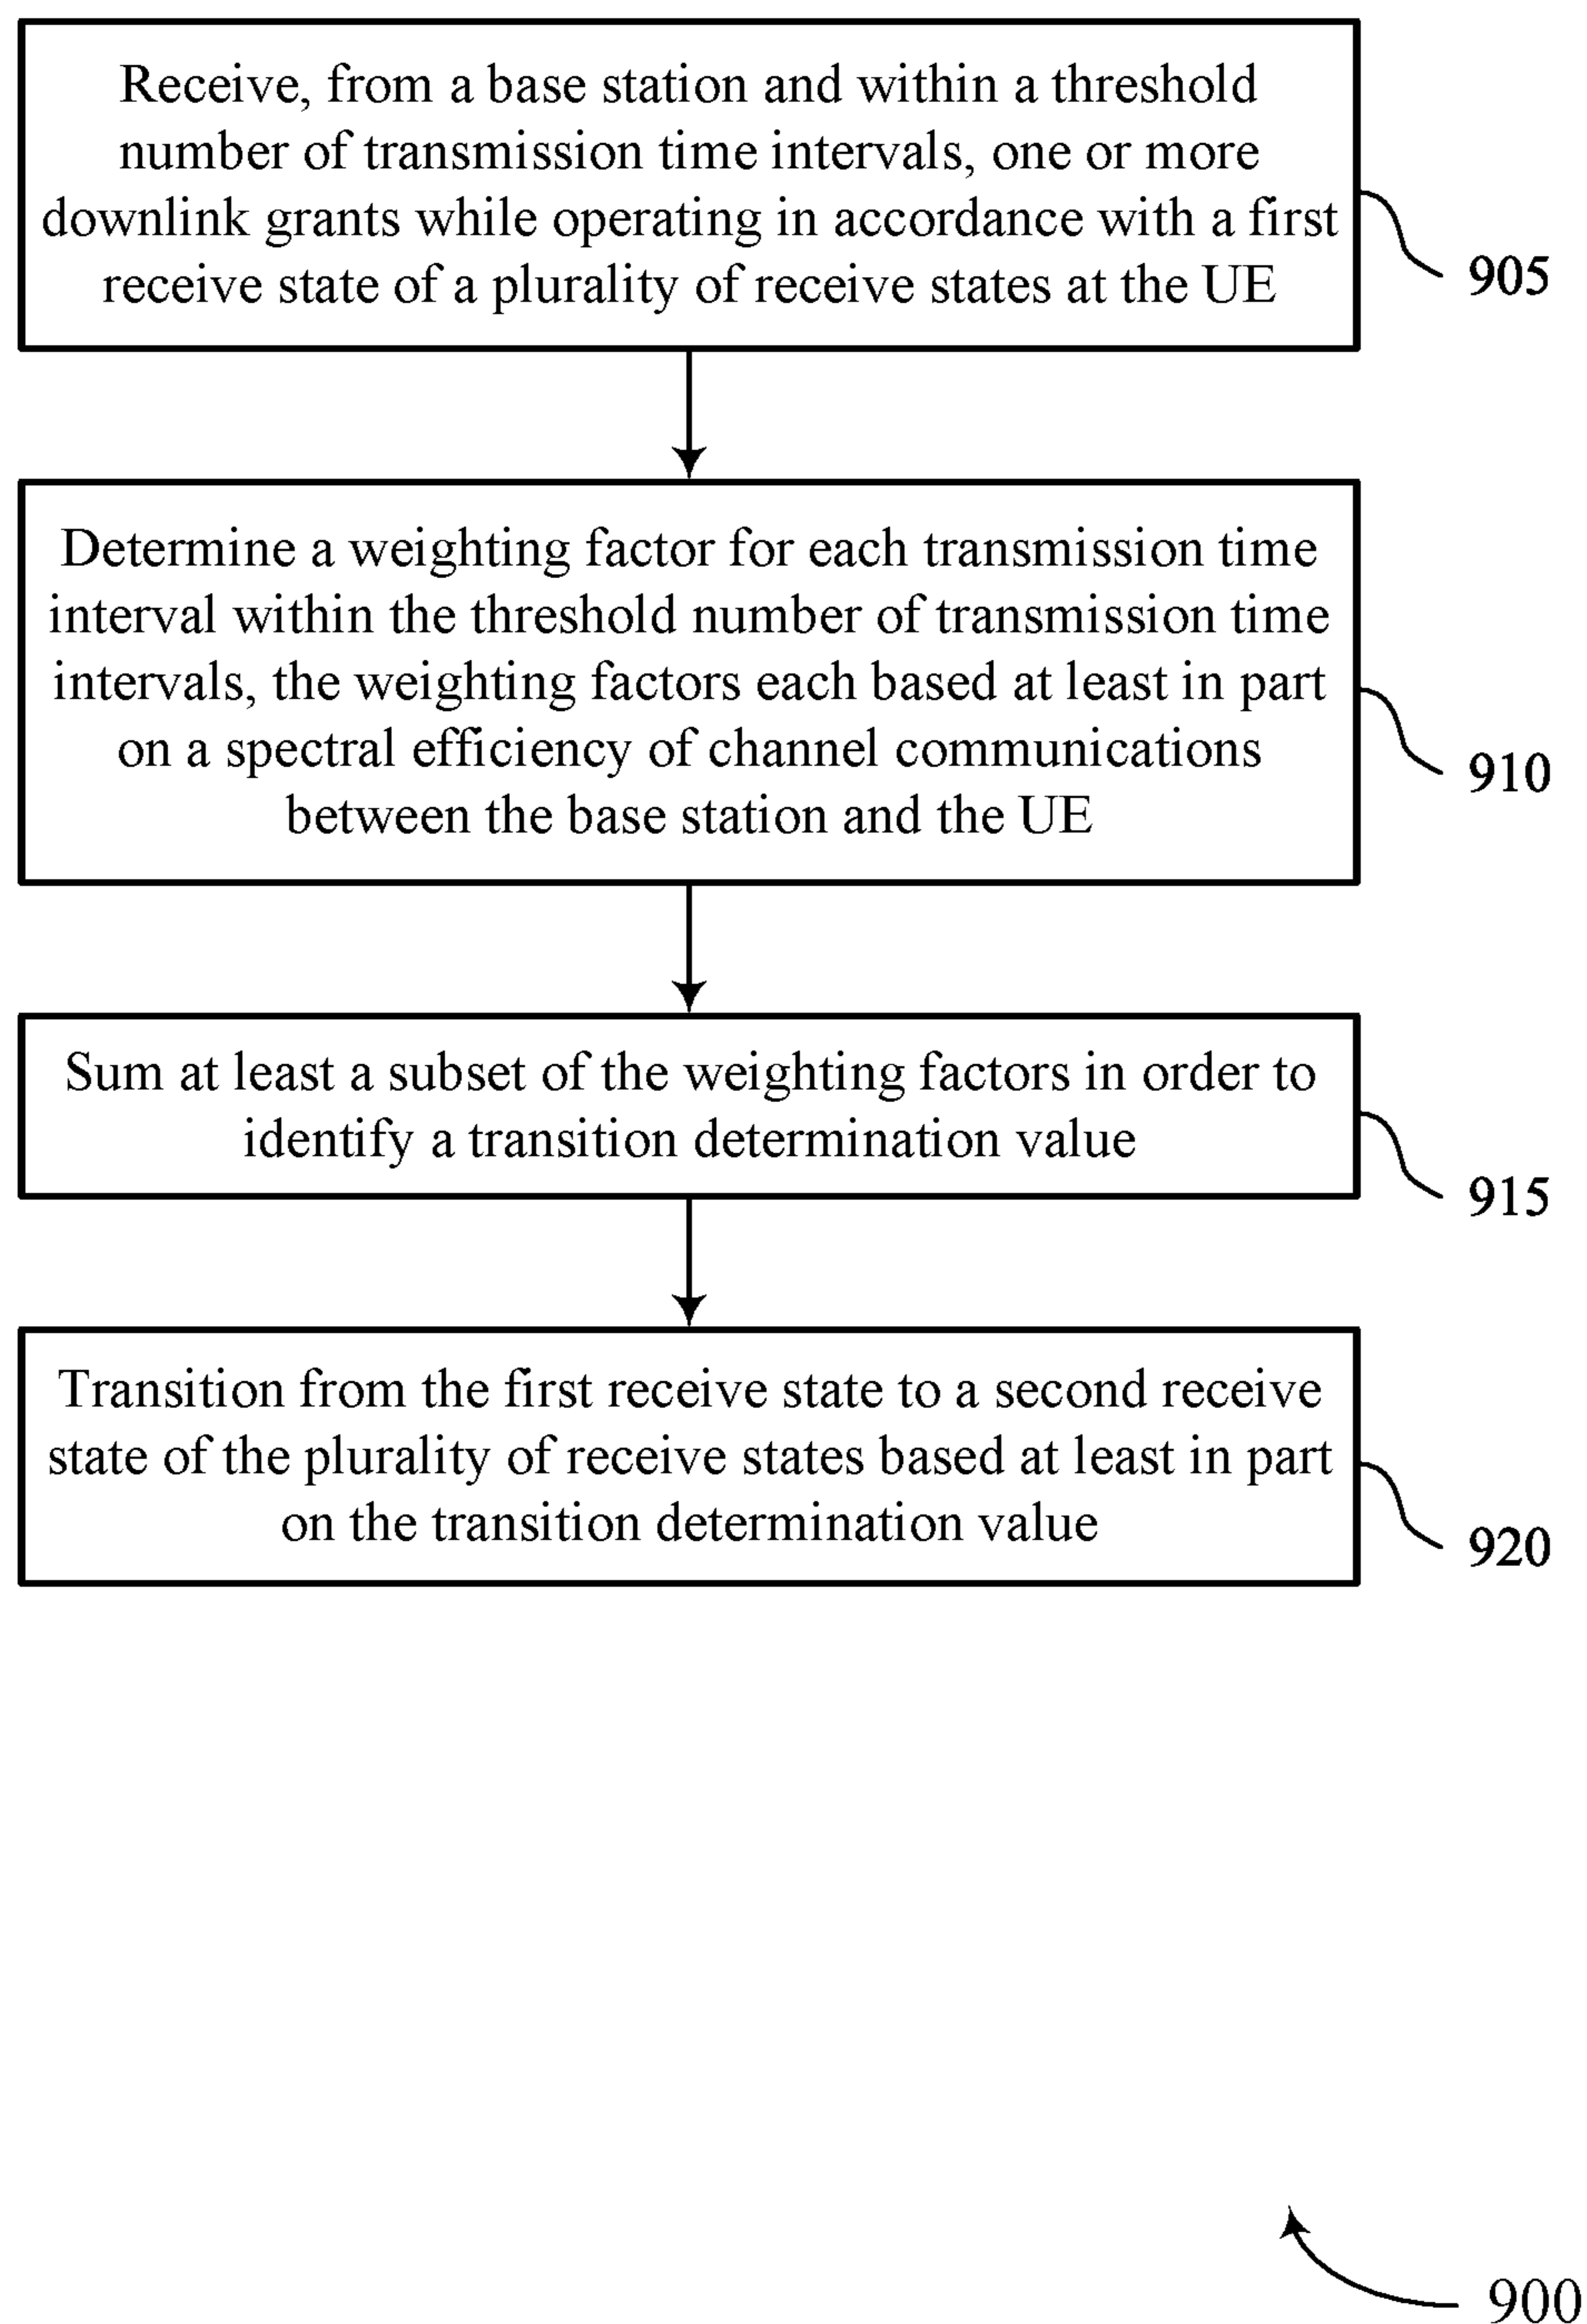 Receive, from a base station and within a threshold
number of transmission time intervals, one or more
downlink grants while operating in accordance with a first
receive state of a plurality of receive states at the UE
905
Determine a weighting factor for each transmission time
interval within the threshold number of transmission time
intervals, the weighting factors each based at least in part
on a spectral efficiency of channel communications
between the base station and the UE
910
Sum at least a subset of the weighting factors in order to
identify a transition determination value
915
Transition from the first receive state to a second receive
state of the plurality of receive states based at least in part
on the transition determination value
920
900